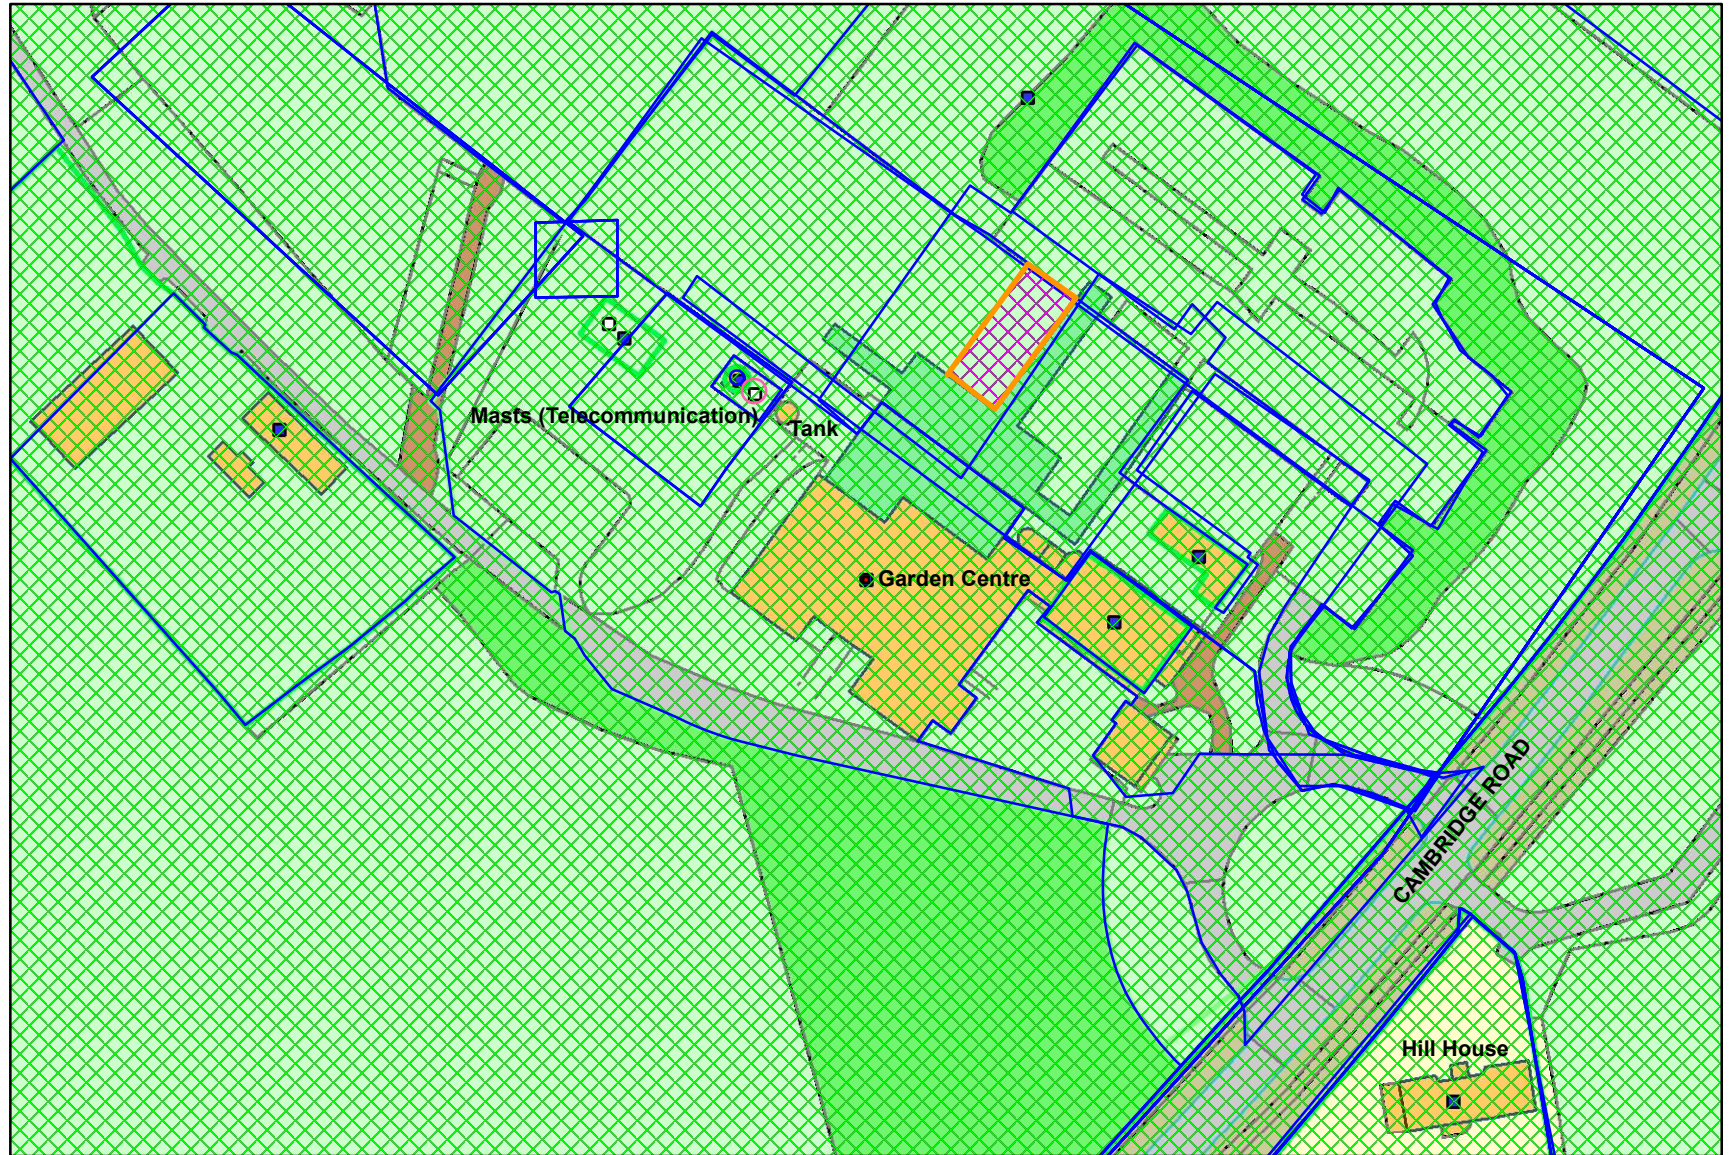 Masts (Telecommunication)
Tank
Garden Centre
CAMBRIDGE ROAD
Hill House